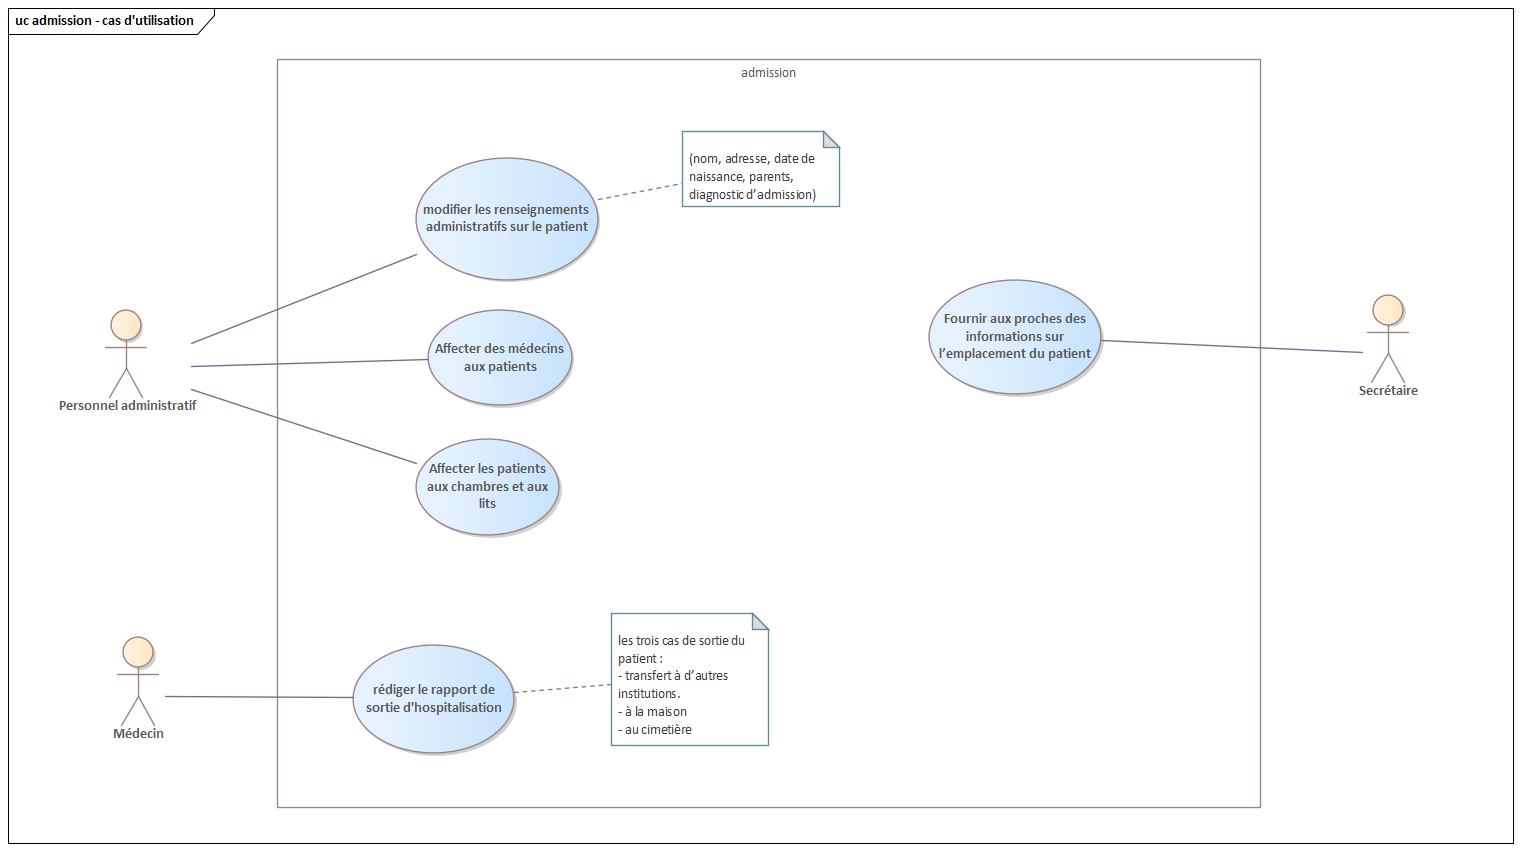 uc admission - cas d'utilisation
admission
(nom, adresse, date de
naissance, parents,
diagnostic d’admission)
modifier les renseignements
administratifs sur le patient
Affecter des médecins
aux patients
Fournir aux proches des
informations sur
l’emplacement du patient
Personnel administratif
Secrétaire
Affecter les patients
aux chambres et aux
lits
les trois cas de sortie du
patient :
- transfert à d’autres
institutions.
- à la maison
- au cimetière
rédiger le rapport de
sortie d'hospitalisation
Médecin